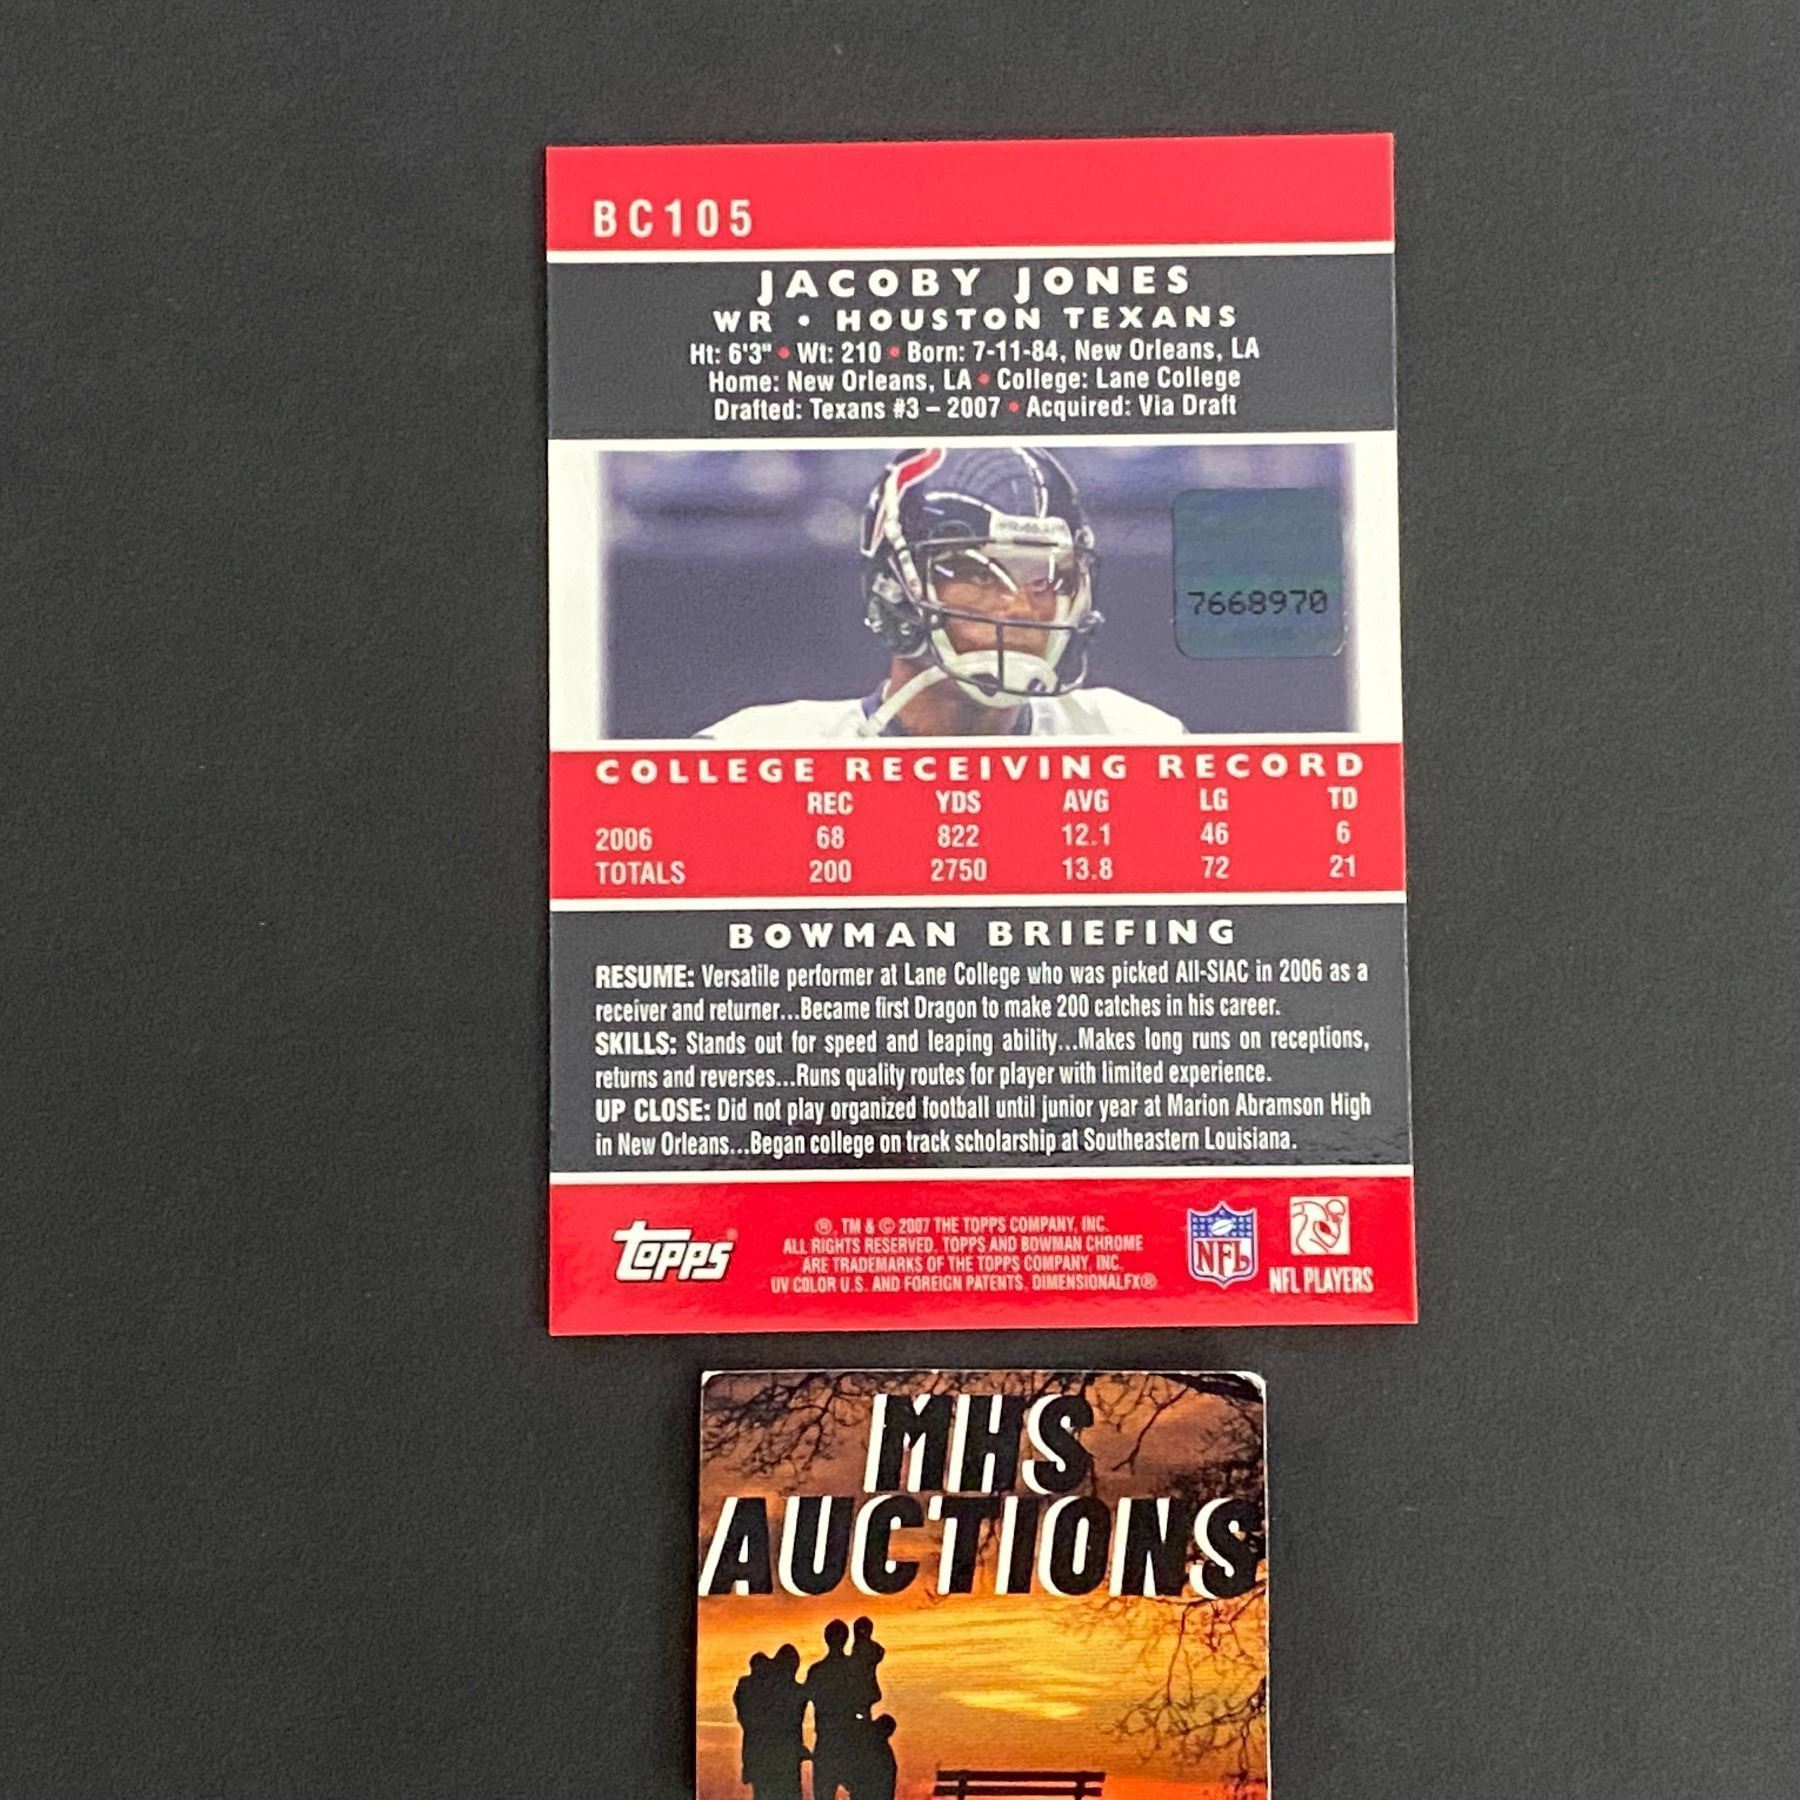 BC105
JACOBY JONES
WR • HOUSTON TEXANS
Ht: 6'3" • Wt: 210 • Born: 7-11-84, New Orleans, LA
Home: New Orleans, LA • College: Lane College
Drafted: Texans #3 – 2007 • Acquired: Via Draft
7668970
COLLEGE RECEIVING RECORD
REC YDS AVG LG TD
2006 68 822 12.1 46 6
TOTALS 200 2750 13.8 72 21
BOWMAN BRIEFING
RESUME: Versatile performer at Lane College who was picked All-SIAC in 2006 as a
receiver and returner...Became first Dragon to make 200 catches in his career.
SKILLS: Stands out for speed and leaping ability...Makes long runs on receptions,
returns and reverses...Runs quality routes for player with limited experience.
UP CLOSE: Did not play organized football until junior year at Marion Abramson High
in New Orleans...Began college on track scholarship at Southeastern Louisiana.
topps
®, TM & © 2007 THE TOPPS COMPANY, INC.
ALL RIGHTS RESERVED. TOPPS AND BOWMAN CHROME
ARE TRADEMARKS OF THE TOPPS COMPANY, INC.
UV COLOR U.S. AND FOREIGN PATENTS, DIMENSIONALFX®
NFL
NFL PLAYERS
MHS
AUCTIONS